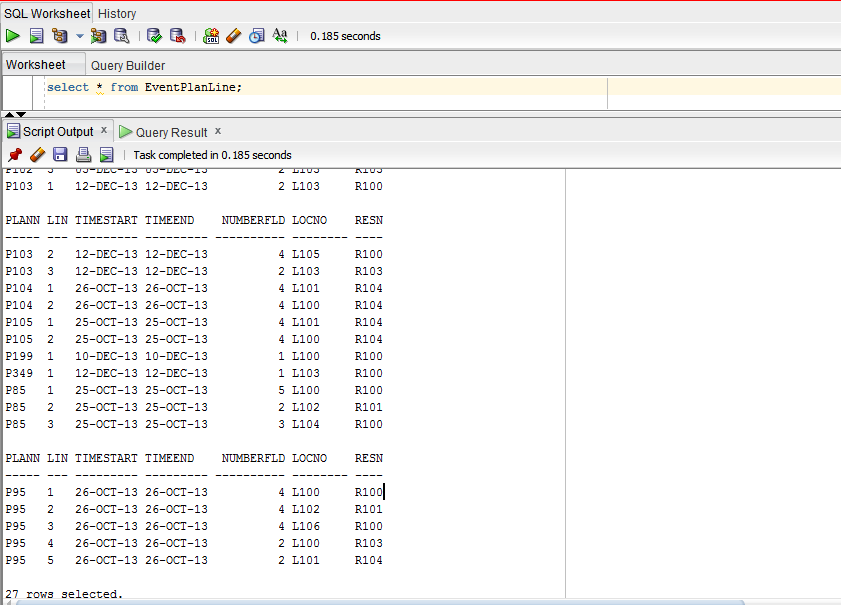 SQL Worksheet History
0.185 seconds
Worksheet Query Builder
select * from EventPlanLine;
Script Output x Query Result x
Task completed in 0.185 seconds
P102 3 03-DEC-13 03-DEC-13 2 L103 R103
P103 1 12-DEC-13 12-DEC-13 2 L103 R100
PLANN LIN TIMESTART TIMEEND NUMBERFLD LOCNO RESN
----- --- --------- --------- ---------- -------- ----
P103 2 12-DEC-13 12-DEC-13 4 L105 R100
P103 3 12-DEC-13 12-DEC-13 2 L103 R103
P104 1 26-OCT-13 26-OCT-13 4 L101 R104
P104 2 26-OCT-13 26-OCT-13 4 L100 R104
P105 1 25-OCT-13 25-OCT-13 4 L101 R104
P105 2 25-OCT-13 25-OCT-13 4 L100 R104
P199 1 10-DEC-13 10-DEC-13 1 L100 R100
P349 1 12-DEC-13 12-DEC-13 1 L103 R100
P85 1 25-OCT-13 25-OCT-13 5 L100 R100
P85 2 25-OCT-13 25-OCT-13 2 L102 R101
P85 3 25-OCT-13 25-OCT-13 3 L104 R100
PLANN LIN TIMESTART TIMEEND NUMBERFLD LOCNO RESN
----- --- --------- --------- ---------- -------- ----
P95 1 26-OCT-13 26-OCT-13 4 L100 R100
P95 2 26-OCT-13 26-OCT-13 4 L102 R101
P95 3 26-OCT-13 26-OCT-13 4 L106 R100
P95 4 26-OCT-13 26-OCT-13 2 L100 R103
P95 5 26-OCT-13 26-OCT-13 2 L101 R104
27 rows selected.